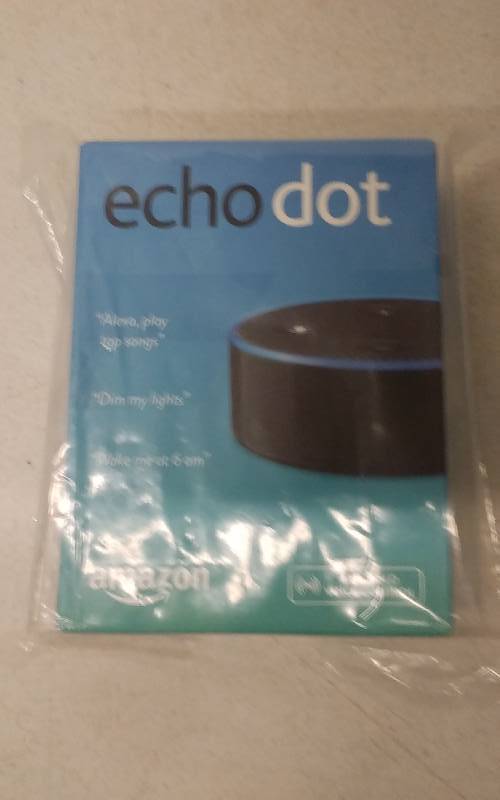 echo dot
"Alexa, play
top songs"
"Dim my lights"
"Wake me at 6 am"
amazon